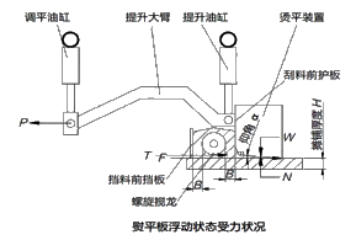 调平油缸
提升大臂
提升油缸
烫平装置
刮料前护板
P
仰角 α
W
摊铺厚度 H
T
F
挡料前挡板
B
B
N
螺旋搅龙
熨平板浮动状态受力状况